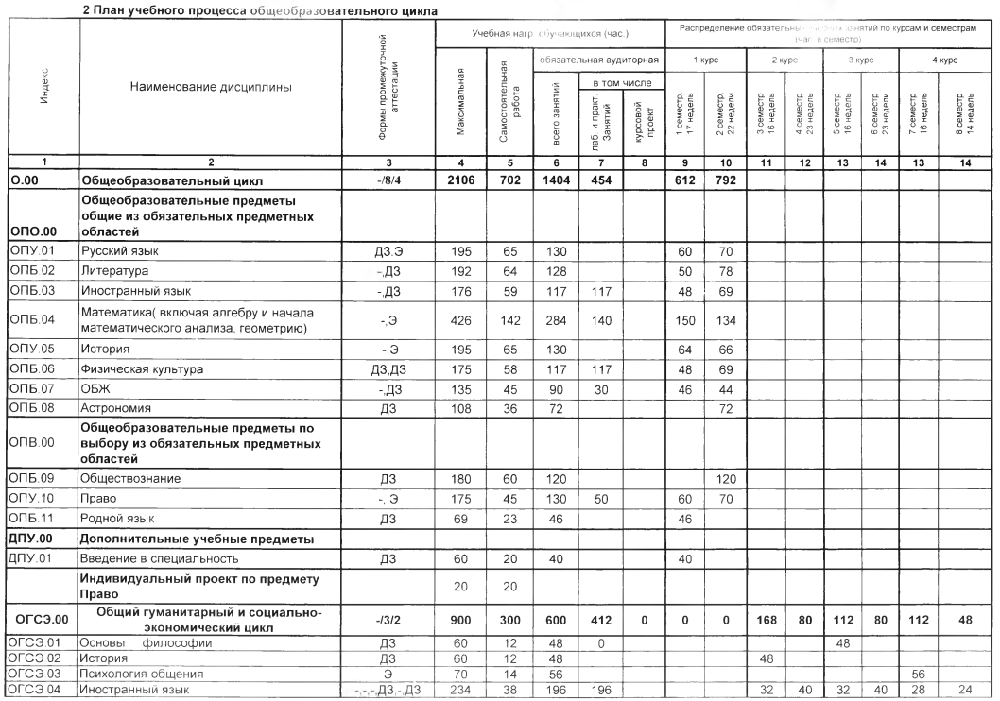 2 План учебного процесса общеобразовательного цикла
Индекс
Наименование дисциплины
Формы промежуточной аттестации
Учебная нагр обучающихся (час.)
Распределение обязательных занятий по курсам и семестрам
(час. в семестр)
Максимальная
Самостоятельная работа
обязательная аудиторная
1 курс 2 курс 3 курс 4 курс
всего занятий
в том числе
лаб и практ. Занятий
курсовой проект
1 семестр 17 недель
2 семестр. 22 недели
3 семестр 16 недель
4 семестр 23 недель
5 семестр 16 недель
6 семестр 23 недель
7 семестр 16 недель
8 семестр 14 недель
1 2 3 4 5 6 7 8 9 10 11 12 13 14 13 14
О.00 Общеобразовательный цикл -/8/4 2106 702 1404 454 612 792
Общеобразовательные предметы
общие из обязательных предметных
ОПО.00 областей
ОПУ.01 Русский язык ДЗ.Э 195 65 130 60 70
ОПБ.02 Литература -,ДЗ 192 64 128 50 78
ОПБ.03 Иностранный язык -,ДЗ 176 59 117 117 48 69
ОПБ.04 Математика( включая алгебру и начала
математического анализа, геометрию) -,Э 426 142 284 140 150 134
ОПУ.05 История -,Э 195 65 130 64 66
ОПБ.06 Физическая культура ДЗ,ДЗ 175 58 117 117 48 69
ОПБ.07 ОБЖ -,ДЗ 135 45 90 30 46 44
ОПБ.08 Астрономия ДЗ 108 36 72 72
Общеобразовательные предметы по
ОПВ.00 выбору из обязательных предметных
областей
ОПБ.09 Обществознание ДЗ 180 60 120 120
ОПУ.10 Право -, Э 175 45 130 50 60 70
ОПБ.11 Родной язык ДЗ 69 23 46 46
ДПУ.00 Дополнительные учебные предметы
ДПУ.01 Введение в специальность ДЗ 60 20 40 40
Индивидуальный проект по предмету
Право 20 20
ОГСЭ.00 Общий гуманитарный и социально-
экономический цикл -/3/2 900 300 600 412 0 0 0 168 80 112 80 112 48
ОГСЭ.01 Основы философии ДЗ 60 12 48 0 48
ОГСЭ.02 История ДЗ 60 12 48 48
ОГСЭ 03 Психология общения Э 70 14 56 56
ОГСЭ 04 Иностранный язык -,-,-,ДЗ,-,ДЗ 234 38 196 196 32 40 32 40 28 24